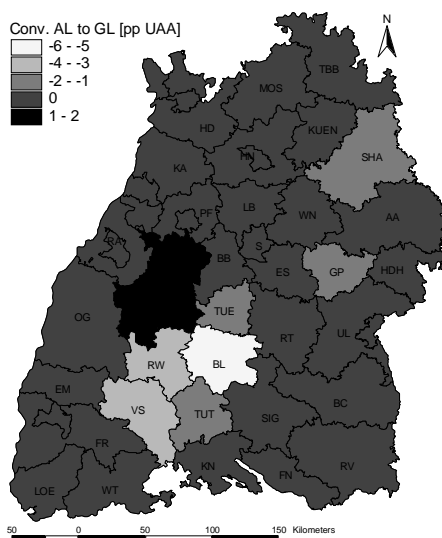 Conv. AL to GL [pp UAA]
-6 - -5
-4 - -3
-2 - -1
0
1 - 2
N
TBB
MOS
HD
KUEN
HN
SHA
KA
PF
LB
WN
AA
RA
BB
S
ES
GP
HDH
OG
TUE
RT
UL
RW
BL
EM
VS
TUT
SIG
BC
FR
KN
FN
RV
LOE
WT
50 0 50 100 150 Kilometers